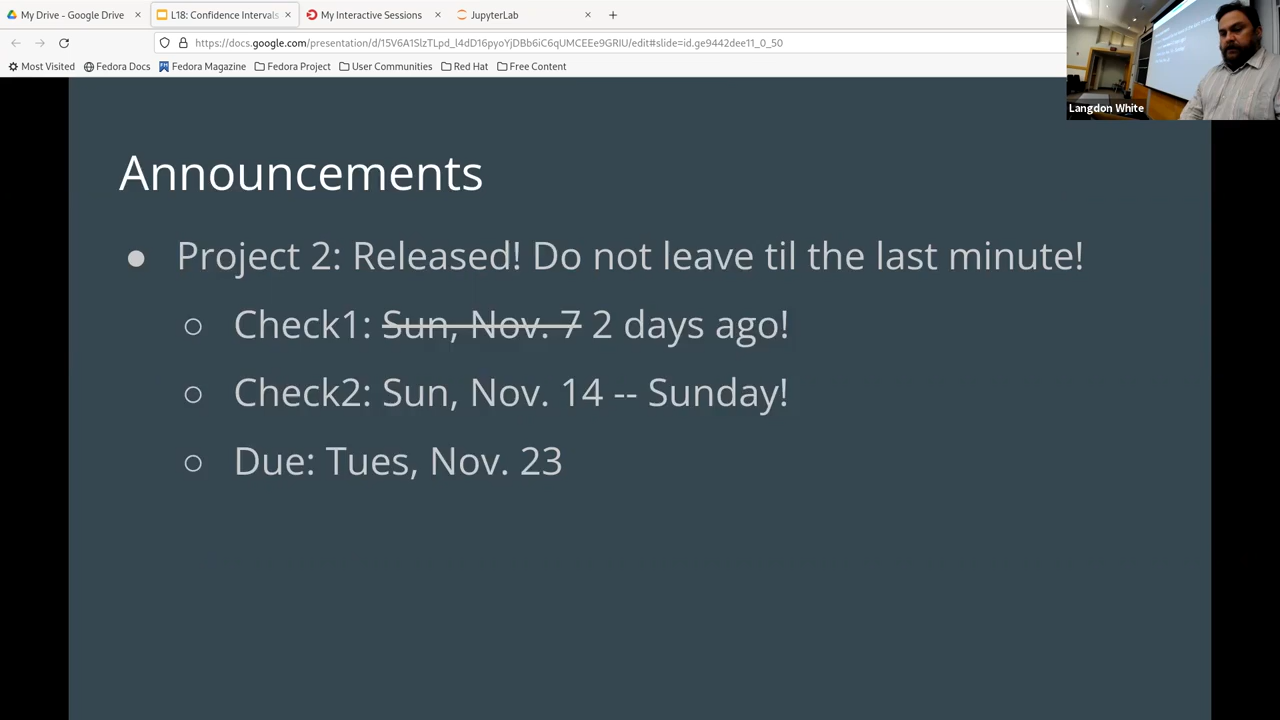 My Drive - Google Drive
L18: Confidence Intervals
My Interactive Sessions
JupyterLab
https://docs.google.com/presentation/d/15V6A1SlzTLpd_l4dD16pyoYjDBb6iC6qUMCEEe9GRIU/edit#slide=id.ge9442dee11_0_50
Most Visited Fedora Docs Fedora Magazine Fedora Project User Communities Red Hat Free Content
Langdon White
Announcements
● Project 2: Released! Do not leave til the last minute!
○ Check1: Sun, Nov. 7 2 days ago!
○ Check2: Sun, Nov. 14 -- Sunday!
○ Due: Tues, Nov. 23